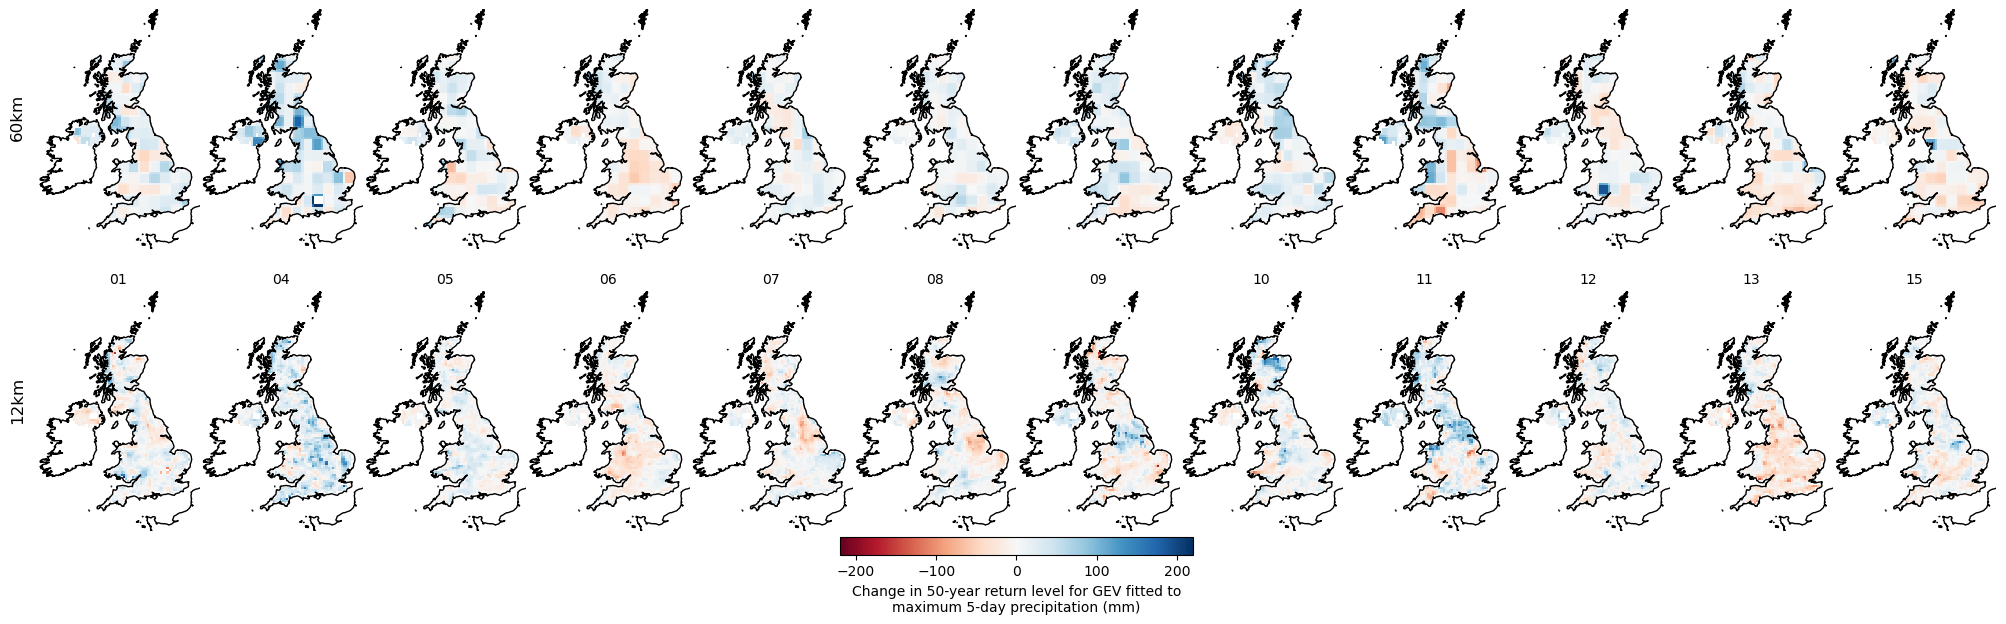 60km
01 04 05 06 07 08 09 10 11 12 13 15
12km
−200 −100 0 100 200
Change in 50-year return level for GEV fitted to
maximum 5-day precipitation (mm)